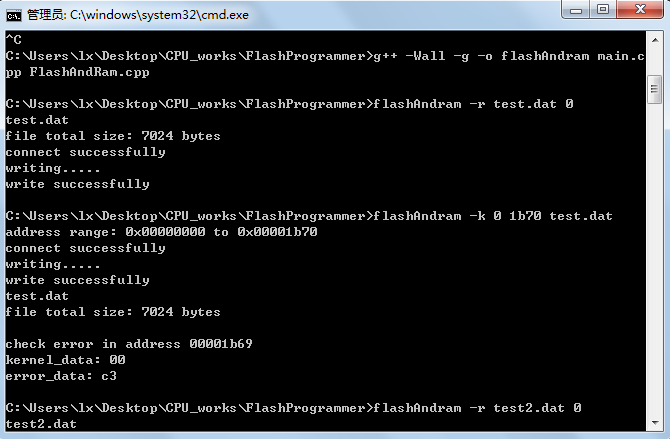 管理员: C:\windows\system32\cmd.exe
^C
C:\Users\lx\Desktop\CPU_works\FlashProgrammer>g++ -Wall -g -o flashAndram main.c
pp FlashAndRam.cpp
C:\Users\lx\Desktop\CPU_works\FlashProgrammer>flashAndram -r test.dat 0
test.dat
file total size: 7024 bytes
connect successfully
writing.....
write successfully
C:\Users\lx\Desktop\CPU_works\FlashProgrammer>flashAndram -k 0 1b70 test.dat
address range: 0x00000000 to 0x00001b70
connect successfully
writing.....
write successfully
test.dat
file total size: 7024 bytes
check error in address 00001b69
kernel_data: 00
error_data: c3
C:\Users\lx\Desktop\CPU_works\FlashProgrammer>flashAndram -r test2.dat 0
test2.dat